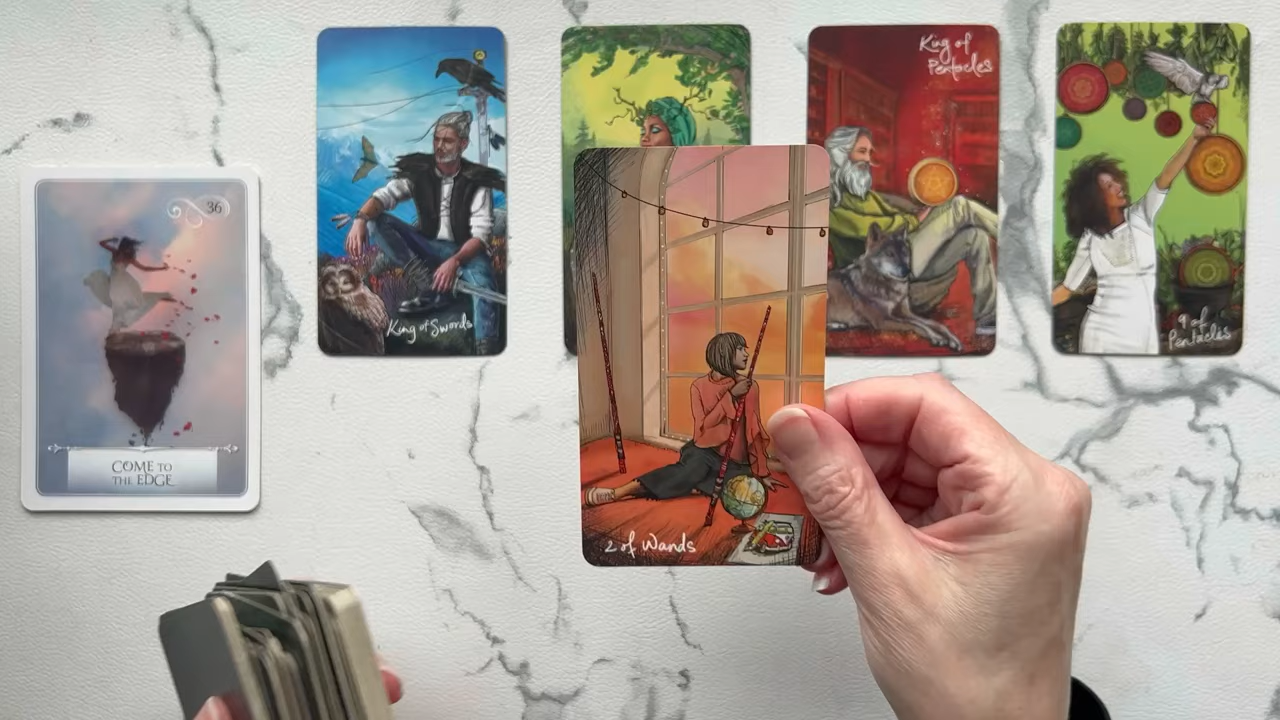 36
COME TO
THE EDGE
King of Swords
2 of Wands
King of
Pentacles
9 of
Pentacles